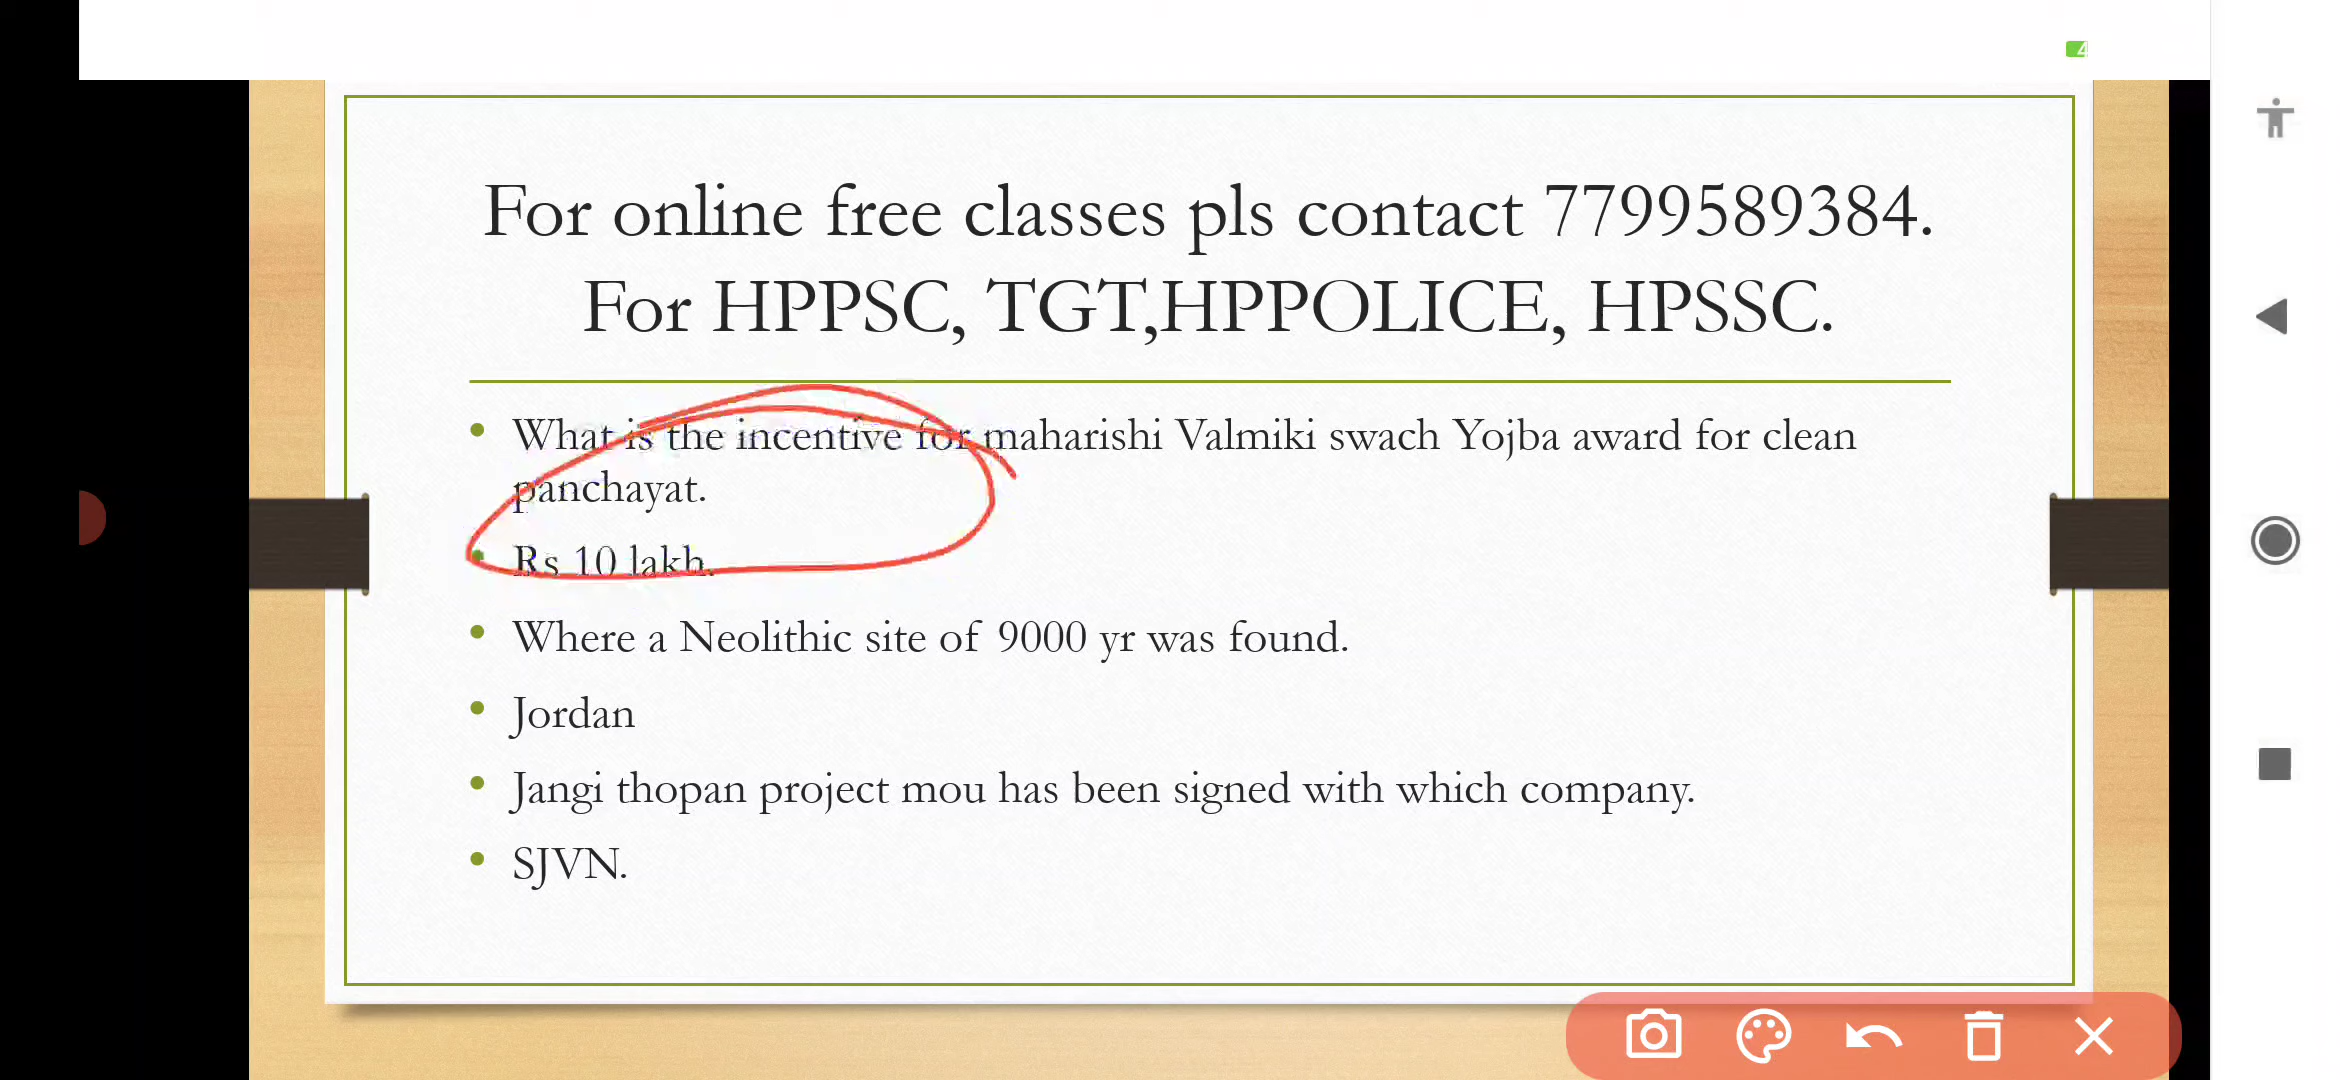 For online free classes pls contact 7799589384.
For HPPSC, TGT,HPPOLICE, HPSSC.
What is the incentive for maharishi Valmiki swach Yojba award for clean
panchayat.
Rs 10 lakh.
Where a Neolithic site of 9000 yr was found.
Jordan
Jangi thopan project mou has been signed with which company.
SJVN.